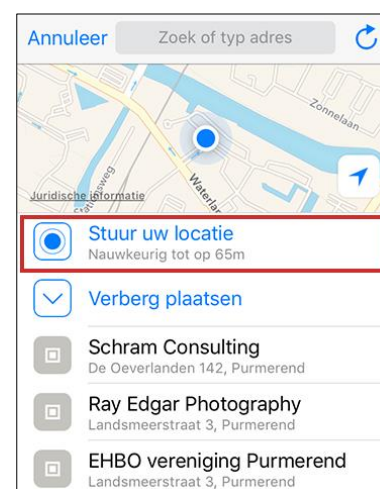 Annuleer Zoek of typ adres
Zonnelaan
Waterlan
Juridische informatie
Stuur uw locatie
Nauwkeurig tot op 65m
Verberg plaatsen
Schram Consulting
De Oeverlanden 142, Purmerend
Ray Edgar Photography
Landsmeerstraat 3, Purmerend
EHBO vereniging Purmerend
Landsmeerstraat 3, Purmerend